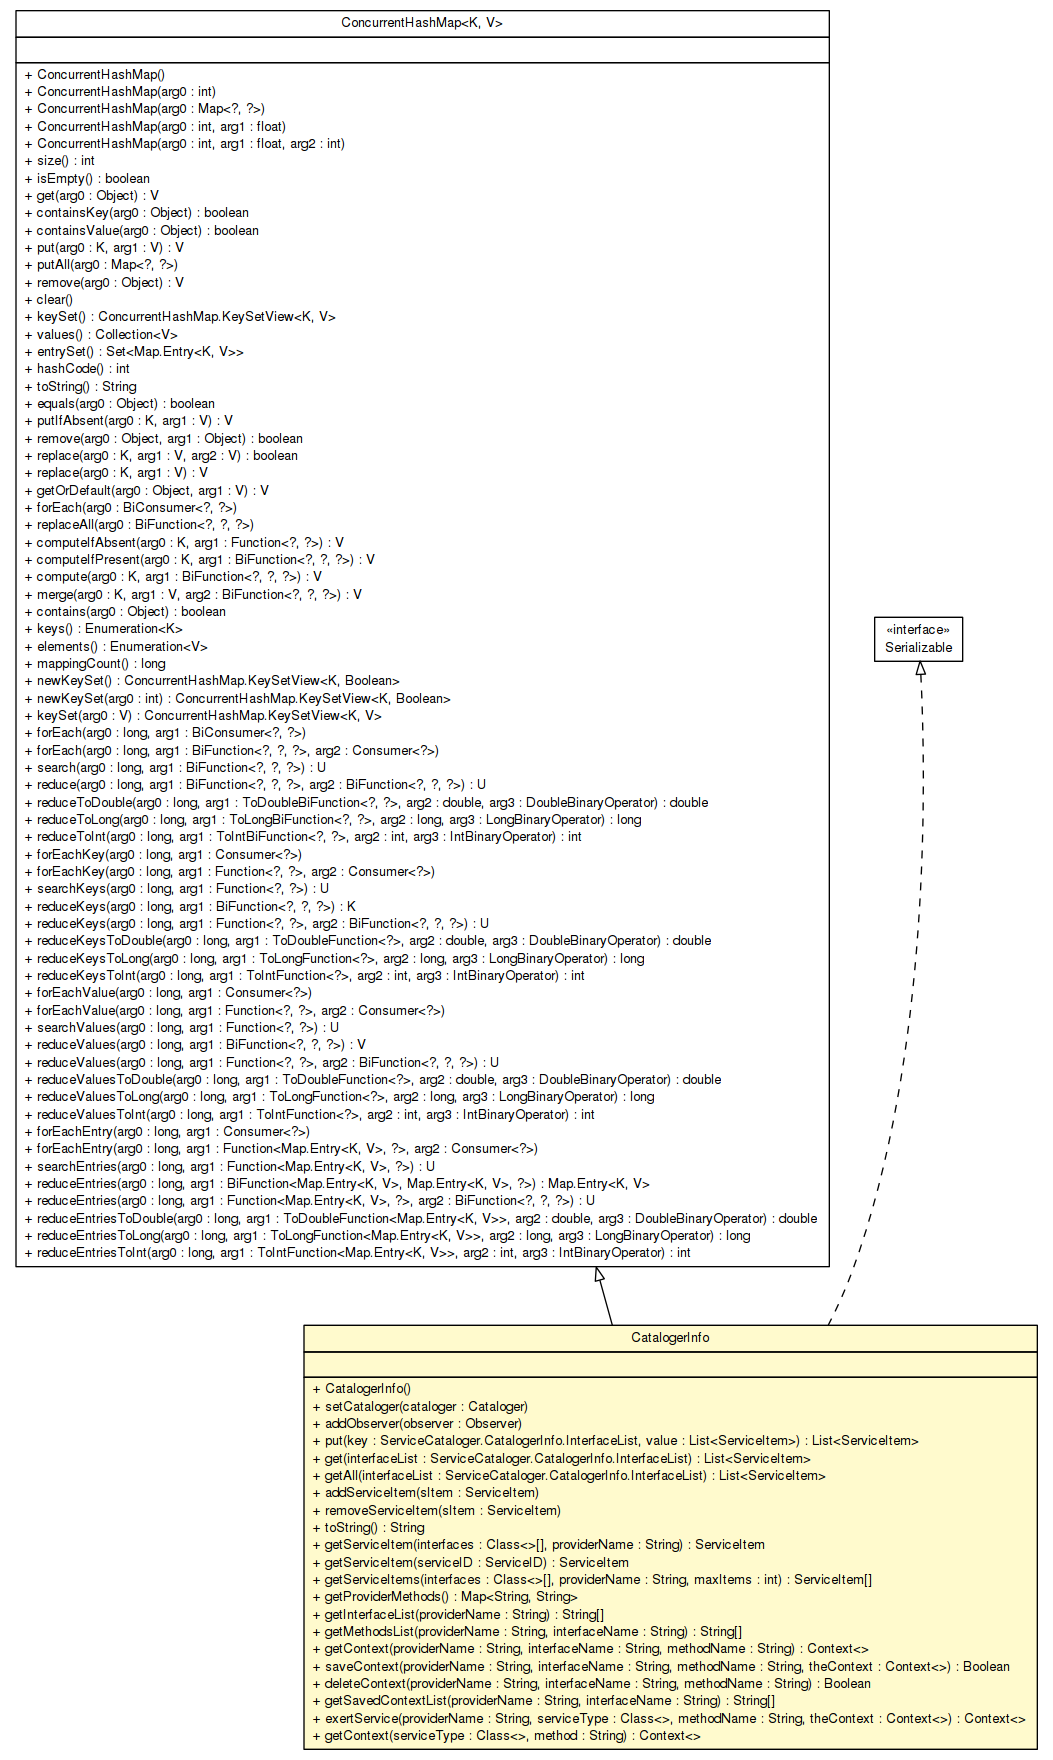 ConcurrentHashMap<K, V>
+ ConcurrentHashMap()
+ ConcurrentHashMap(arg0 : int)
+ ConcurrentHashMap(arg0 : Map<?, ?>)
+ ConcurrentHashMap(arg0 : int, arg1 : float)
+ ConcurrentHashMap(arg0 : int, arg1 : float, arg2 : int)
+ size() : int
+ isEmpty() : boolean
+ get(arg0 : Object) : V
+ containsKey(arg0 : Object) : boolean
+ containsValue(arg0 : Object) : boolean
+ put(arg0 : K, arg1 : V) : V
+ putAll(arg0 : Map<?, ?>)
+ remove(arg0 : Object) : V
+ clear()
+ keySet() : ConcurrentHashMap.KeySetView<K, V>
+ values() : Collection<V>
+ entrySet() : Set<Map.Entry<K, V>>
+ hashCode() : int
+ toString() : String
+ equals(arg0 : Object) : boolean
+ putIfAbsent(arg0 : K, arg1 : V) : V
+ remove(arg0 : Object, arg1 : Object) : boolean
+ replace(arg0 : K, arg1 : V, arg2 : V) : boolean
+ replace(arg0 : K, arg1 : V) : V
+ getOrDefault(arg0 : Object, arg1 : V) : V
+ forEach(arg0 : BiConsumer<?, ?>)
+ replaceAll(arg0 : BiFunction<?, ?, ?>)
+ computeIfAbsent(arg0 : K, arg1 : Function<?, ?>) : V
+ computeIfPresent(arg0 : K, arg1 : BiFunction<?, ?, ?>) : V
+ compute(arg0 : K, arg1 : BiFunction<?, ?, ?>) : V
+ merge(arg0 : K, arg1 : V, arg2 : BiFunction<?, ?, ?>) : V
+ contains(arg0 : Object) : boolean
+ keys() : Enumeration<K>
+ elements() : Enumeration<V>
+ mappingCount() : long
+ newKeySet() : ConcurrentHashMap.KeySetView<K, Boolean>
+ newKeySet(arg0 : int) : ConcurrentHashMap.KeySetView<K, Boolean>
+ keySet(arg0 : V) : ConcurrentHashMap.KeySetView<K, V>
+ forEach(arg0 : long, arg1 : BiConsumer<?, ?>)
+ forEach(arg0 : long, arg1 : BiFunction<?, ?, ?>, arg2 : Consumer<?>)
+ search(arg0 : long, arg1 : BiFunction<?, ?, ?>) : U
+ reduce(arg0 : long, arg1 : BiFunction<?, ?, ?>, arg2 : BiFunction<?, ?, ?>) : U
+ reduceToDouble(arg0 : long, arg1 : ToDoubleBiFunction<?, ?>, arg2 : double, arg3 : DoubleBinaryOperator) : double
+ reduceToLong(arg0 : long, arg1 : ToLongBiFunction<?, ?>, arg2 : long, arg3 : LongBinaryOperator) : long
+ reduceToInt(arg0 : long, arg1 : ToIntBiFunction<?, ?>, arg2 : int, arg3 : IntBinaryOperator) : int
+ forEachKey(arg0 : long, arg1 : Consumer<?>)
+ forEachKey(arg0 : long, arg1 : Function<?, ?>, arg2 : Consumer<?>)
+ searchKeys(arg0 : long, arg1 : Function<?, ?>) : U
+ reduceKeys(arg0 : long, arg1 : BiFunction<?, ?, ?>) : K
+ reduceKeys(arg0 : long, arg1 : Function<?, ?>, arg2 : BiFunction<?, ?, ?>) : U
+ reduceKeysToDouble(arg0 : long, arg1 : ToDoubleFunction<?>, arg2 : double, arg3 : DoubleBinaryOperator) : double
+ reduceKeysToLong(arg0 : long, arg1 : ToLongFunction<?>, arg2 : long, arg3 : LongBinaryOperator) : long
+ reduceKeysToInt(arg0 : long, arg1 : ToIntFunction<?>, arg2 : int, arg3 : IntBinaryOperator) : int
+ forEachValue(arg0 : long, arg1 : Consumer<?>)
+ forEachValue(arg0 : long, arg1 : Function<?, ?>, arg2 : Consumer<?>)
+ searchValues(arg0 : long, arg1 : Function<?, ?>) : U
+ reduceValues(arg0 : long, arg1 : BiFunction<?, ?, ?>) : V
+ reduceValues(arg0 : long, arg1 : Function<?, ?>, arg2 : BiFunction<?, ?, ?>) : U
+ reduceValuesToDouble(arg0 : long, arg1 : ToDoubleFunction<?>, arg2 : double, arg3 : DoubleBinaryOperator) : double
+ reduceValuesToLong(arg0 : long, arg1 : ToLongFunction<?>, arg2 : long, arg3 : LongBinaryOperator) : long
+ reduceValuesToInt(arg0 : long, arg1 : ToIntFunction<?>, arg2 : int, arg3 : IntBinaryOperator) : int
+ forEachEntry(arg0 : long, arg1 : Consumer<?>)
+ forEachEntry(arg0 : long, arg1 : Function<Map.Entry<K, V>, ?>, arg2 : Consumer<?>)
+ searchEntries(arg0 : long, arg1 : Function<Map.Entry<K, V>, ?>) : U
+ reduceEntries(arg0 : long, arg1 : BiFunction<Map.Entry<K, V>, Map.Entry<K, V>, ?>) : Map.Entry<K, V>
+ reduceEntries(arg0 : long, arg1 : Function<Map.Entry<K, V>, ?>, arg2 : BiFunction<?, ?, ?>) : U
+ reduceEntriesToDouble(arg0 : long, arg1 : ToDoubleFunction<Map.Entry<K, V>>, arg2 : double, arg3 : DoubleBinaryOperator) : double
+ reduceEntriesToLong(arg0 : long, arg1 : ToLongFunction<Map.Entry<K, V>>, arg2 : long, arg3 : LongBinaryOperator) : long
+ reduceEntriesToInt(arg0 : long, arg1 : ToIntFunction<Map.Entry<K, V>>, arg2 : int, arg3 : IntBinaryOperator) : int
«interface»
Serializable
CatalogerInfo
+ CatalogerInfo()
+ setCataloger(cataloger : Cataloger)
+ addObserver(observer : Observer)
+ put(key : ServiceCataloger.CatalogerInfo.InterfaceList, value : List<ServiceItem>) : List<ServiceItem>
+ get(interfaceList : ServiceCataloger.CatalogerInfo.InterfaceList) : List<ServiceItem>
+ getAll(interfaceList : ServiceCataloger.CatalogerInfo.InterfaceList) : List<ServiceItem>
+ addServiceItem(sItem : ServiceItem)
+ removeServiceItem(sItem : ServiceItem)
+ toString() : String
+ getServiceItem(interfaces : Class<>[], providerName : String) : ServiceItem
+ getServiceItem(serviceID : ServiceID) : ServiceItem
+ getServiceItems(interfaces : Class<>[], providerName : String, maxItems : int) : ServiceItem[]
+ getProviderMethods() : Map<String, String>
+ getInterfaceList(providerName : String) : String[]
+ getMethodsList(providerName : String, interfaceName : String) : String[]
+ getContext(providerName : String, interfaceName : String, methodName : String) : Context<>
+ saveContext(providerName : String, interfaceName : String, methodName : String, theContext : Context<>) : Boolean
+ deleteContext(providerName : String, interfaceName : String, methodName : String) : Boolean
+ getSavedContextList(providerName : String, interfaceName : String) : String[]
+ exertService(providerName : String, serviceType : Class<>, methodName : String, theContext : Context<>) : Context<>
+ getContext(serviceType : Class<>, method : String) : Context<>